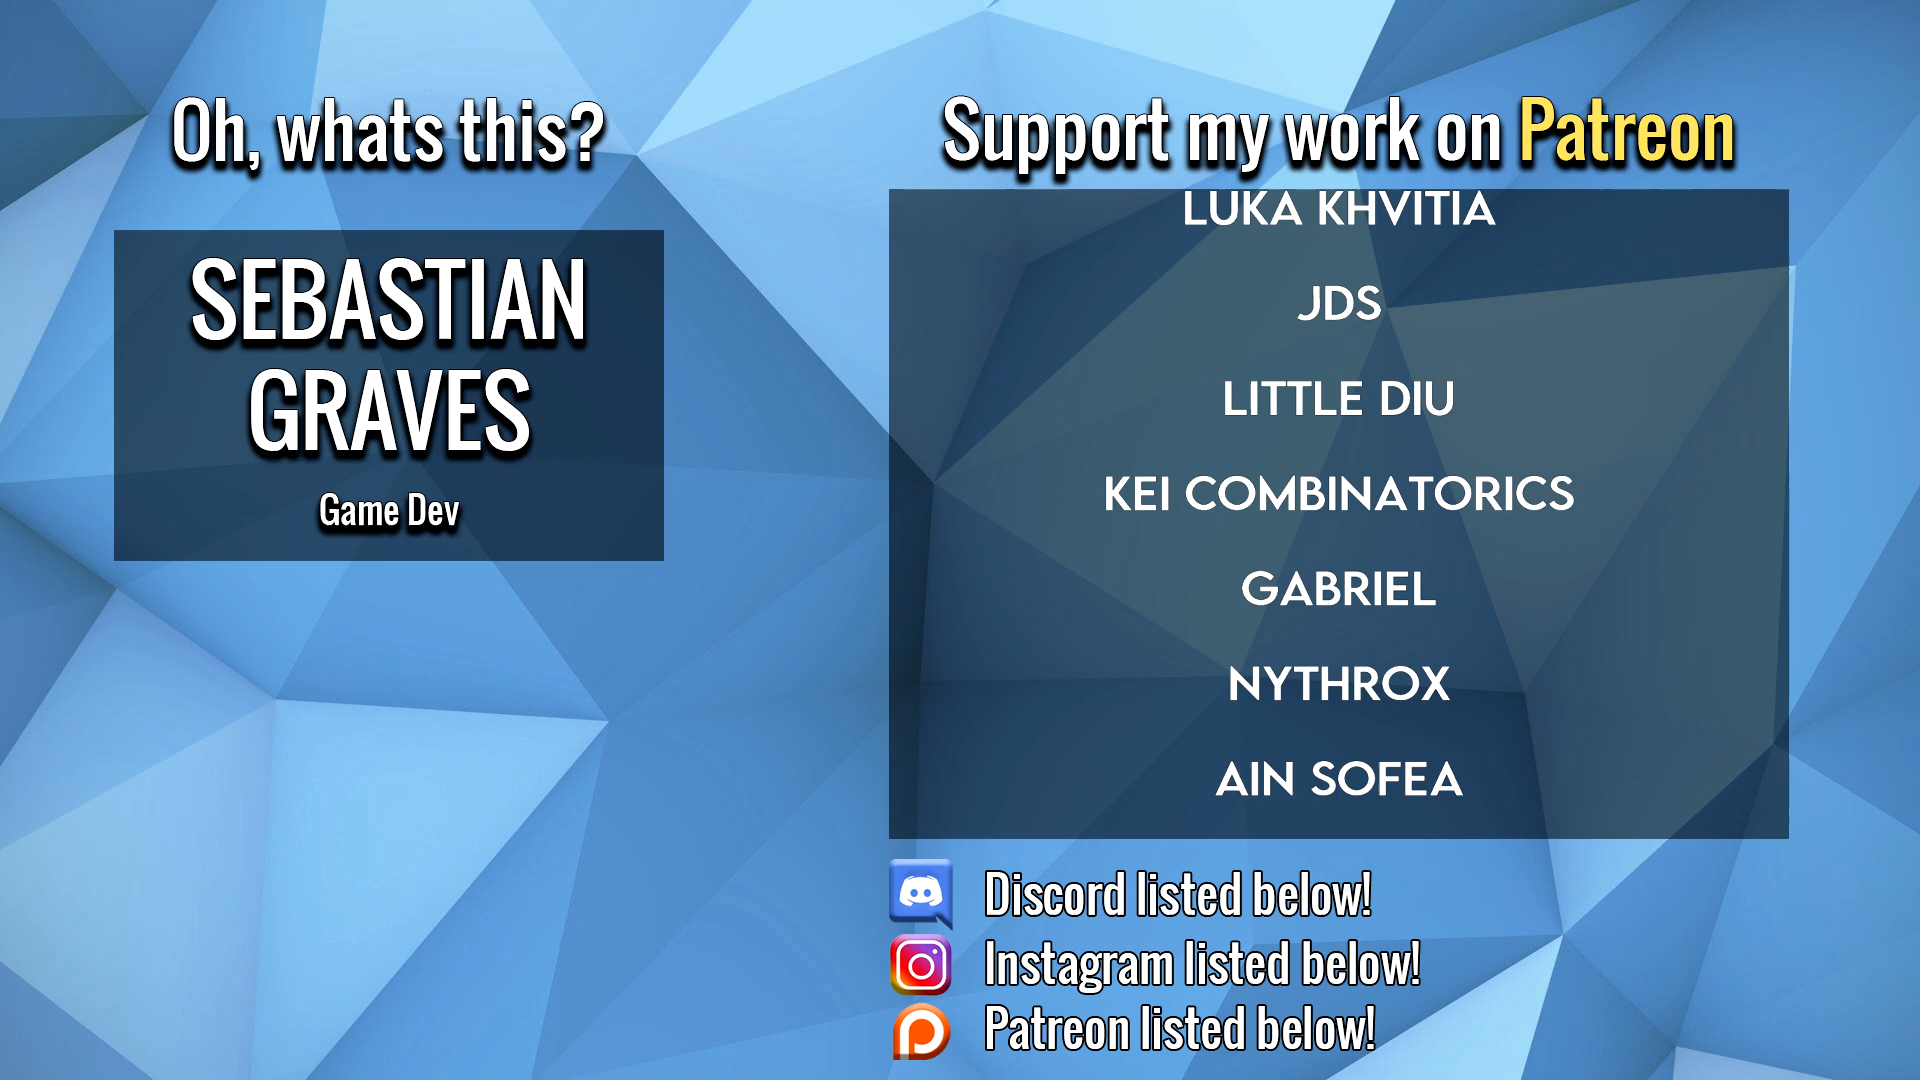 Oh, whats this?
SEBASTIAN
GRAVES
Game Dev
Support my work on Patreon
LUKA KHVITIA
JDS
LITTLE DIU
KEI COMBINATORICS
GABRIEL
NYTHROX
AIN SOFEA
Discord listed below!
Instagram listed below!
Patreon listed below!